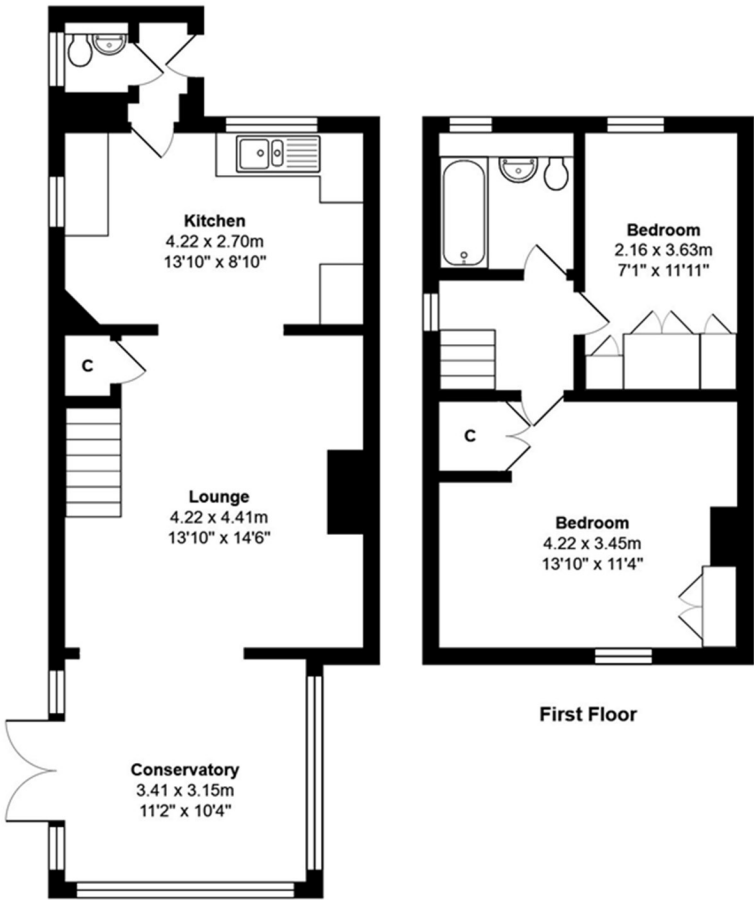 Kitchen
4.22 x 2.70m
13'10" x 8'10"
C
Lounge
4.22 x 4.41m
13'10" x 14'6"
Conservatory
3.41 x 3.15m
11'2" x 10'4"
Bedroom
2.16 x 3.63m
7'1" x 11'11"
C
Bedroom
4.22 x 3.45m
13'10" x 11'4"
First Floor